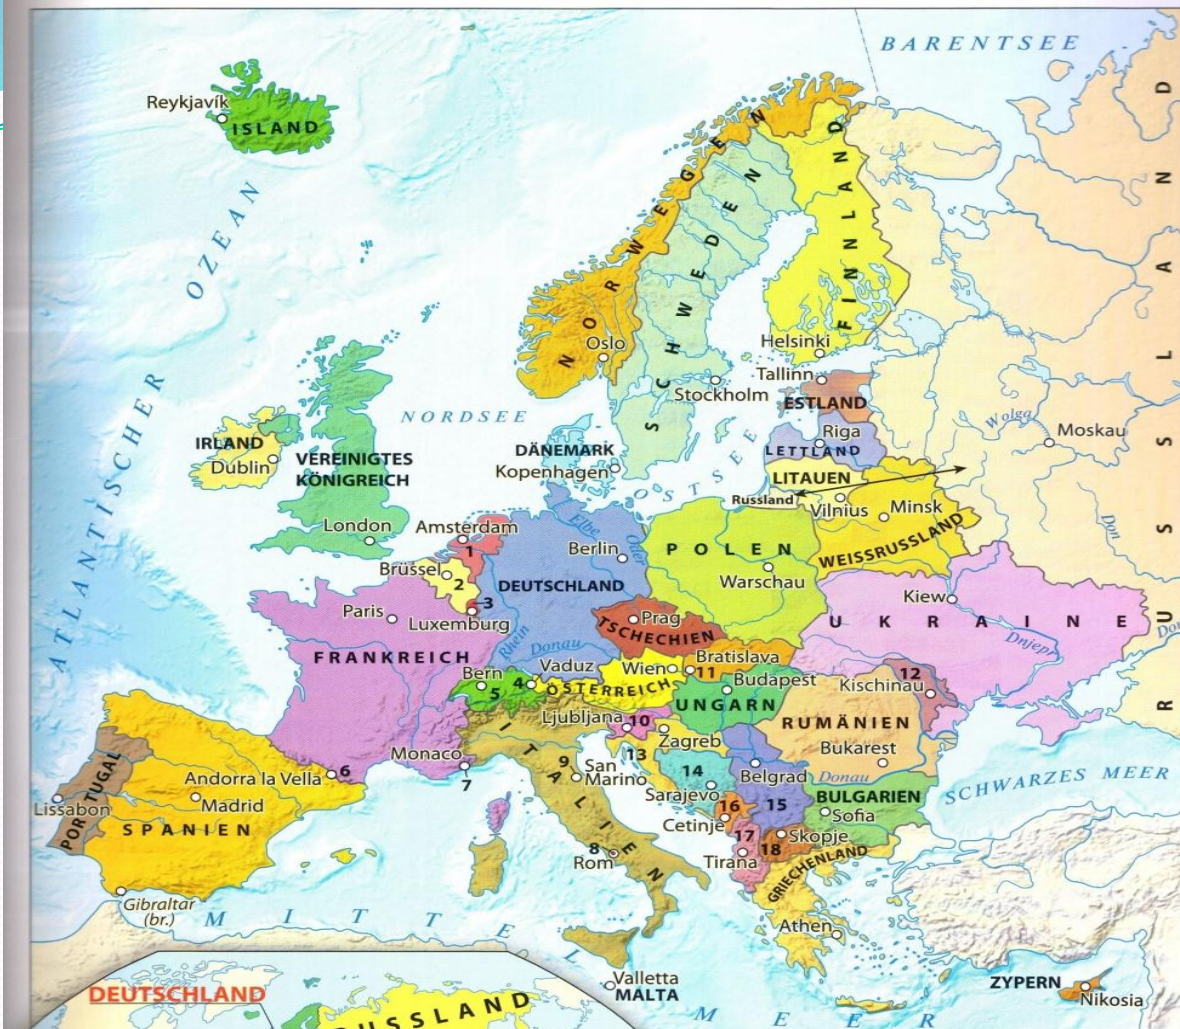 BARENTSEE
Reykjavík
ISLAND
ATLANTISCHER OZEAN
NORWEGEN
SCHWEDEN
FINNLAND
RUSSLAND
Oslo
Helsinki
Tallinn
Stockholm
ESTLAND
NORDSEE
OSTSEE
Wolga
Moskau
Riga
LETTLAND
IRLAND
Dublin
VEREINIGTES
KÖNIGREICH
DÄNEMARK
Kopenhagen
LITAUEN
Russland
Vilnius
Minsk
WEISSRUSSLAND
London
Amsterdam
1
Elbe
Oder
Berlin
POLEN
Warschau
Don
Brüssel
2
DEUTSCHLAND
Kiew
UKRAINE
Dnjepr
Paris
3
Luxemburg
Rhein
Donau
Prag
TSCHECHIEN
FRANKREICH
Bern
5
4
Vaduz
Wien
ÖSTERREICH
Bratislava
11
Budapest
UNGARN
12
Kischinau
Ljubljana
10
Zagreb
RUMÄNIEN
Bukarest
ITALIEN
Monaco
7
9
San
Marino
13
14
Sarajevo
Belgrad
15
Donau
SCHWARZES MEER
Andorra la Vella
6
PORTUGAL
Lissabon
Madrid
SPANIEN
BULGARIEN
Sofia
16
Cetinje
17
18
Skopje
Tirana
8
Rom
GRIECHENLAND
Athen
Gibraltar
(br.)
MITTELMEER
Valletta
MALTA
ZYPERN
Nikosia
DEUTSCHLAND
RUSSLAND